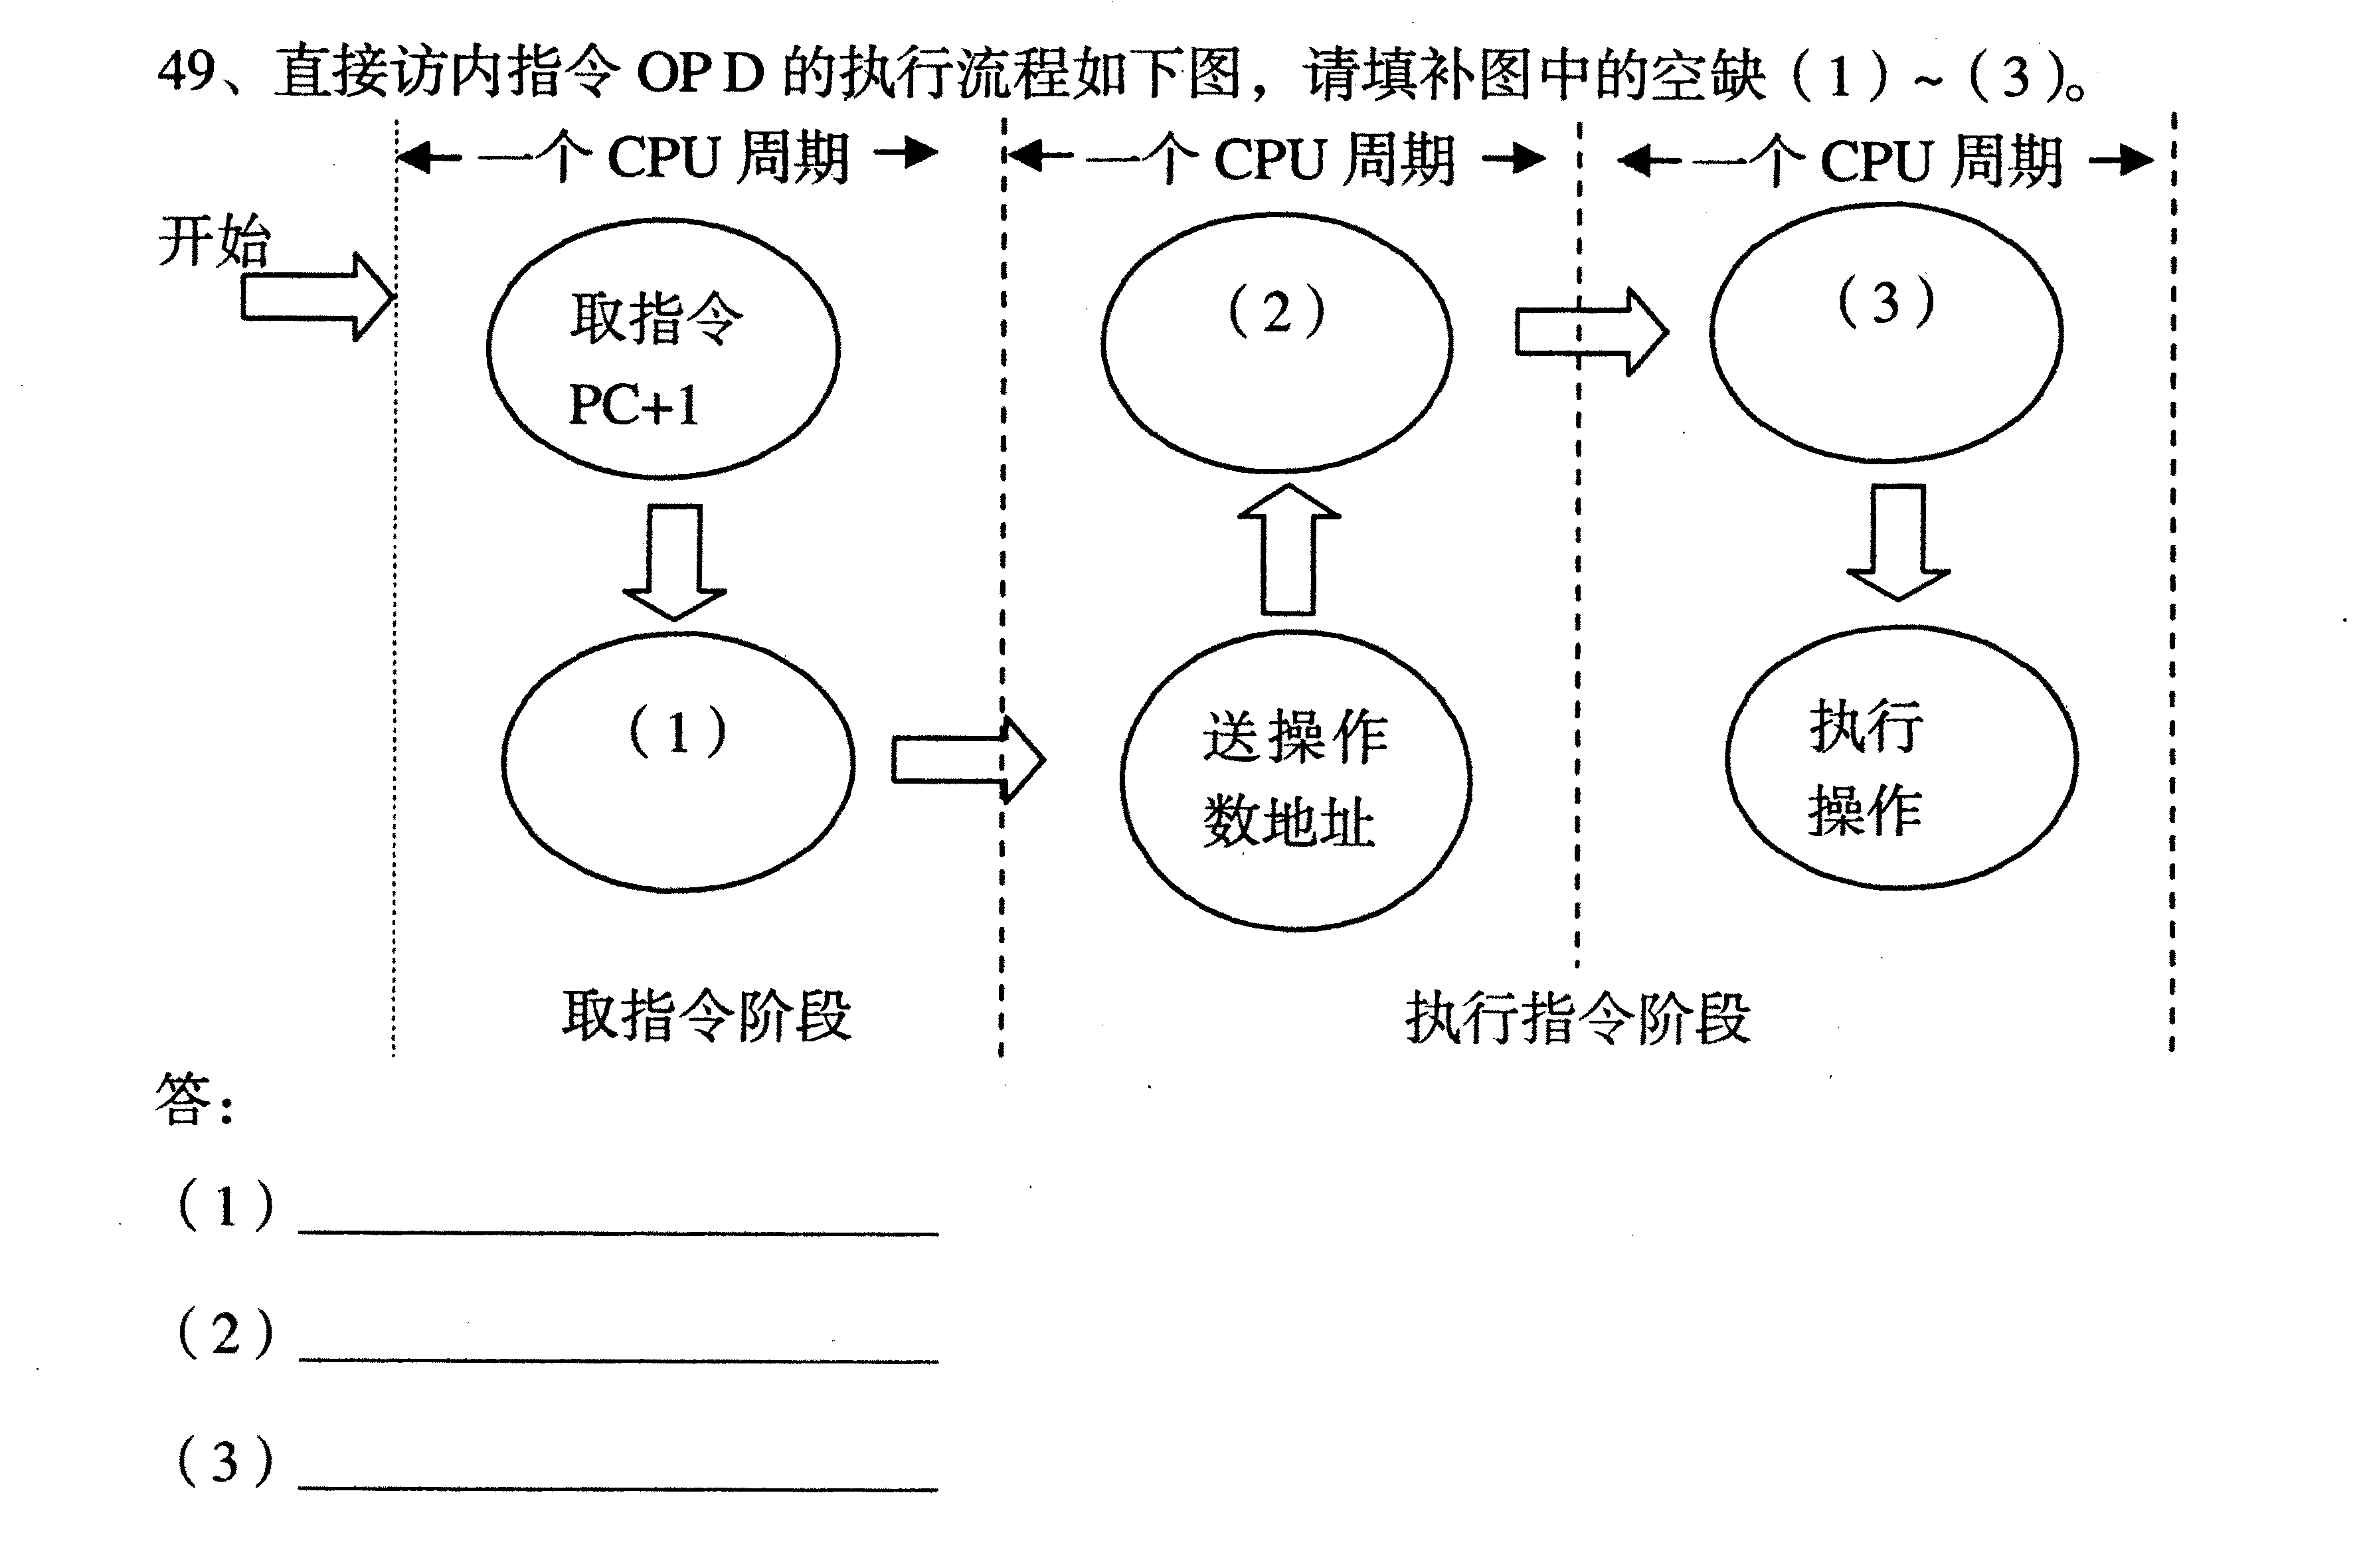 49、直接访内指令 OP D 的执行流程如下图，请填补图中的空缺（1）~（3）。
一个 CPU 周期 一个 CPU 周期 一个 CPU 周期
开始
取指令
PC+1
（2）
（3）
（1）
送操作
数地址
执行
操作
取指令阶段 执行指令阶段
答：
（1）
（2）
（3）